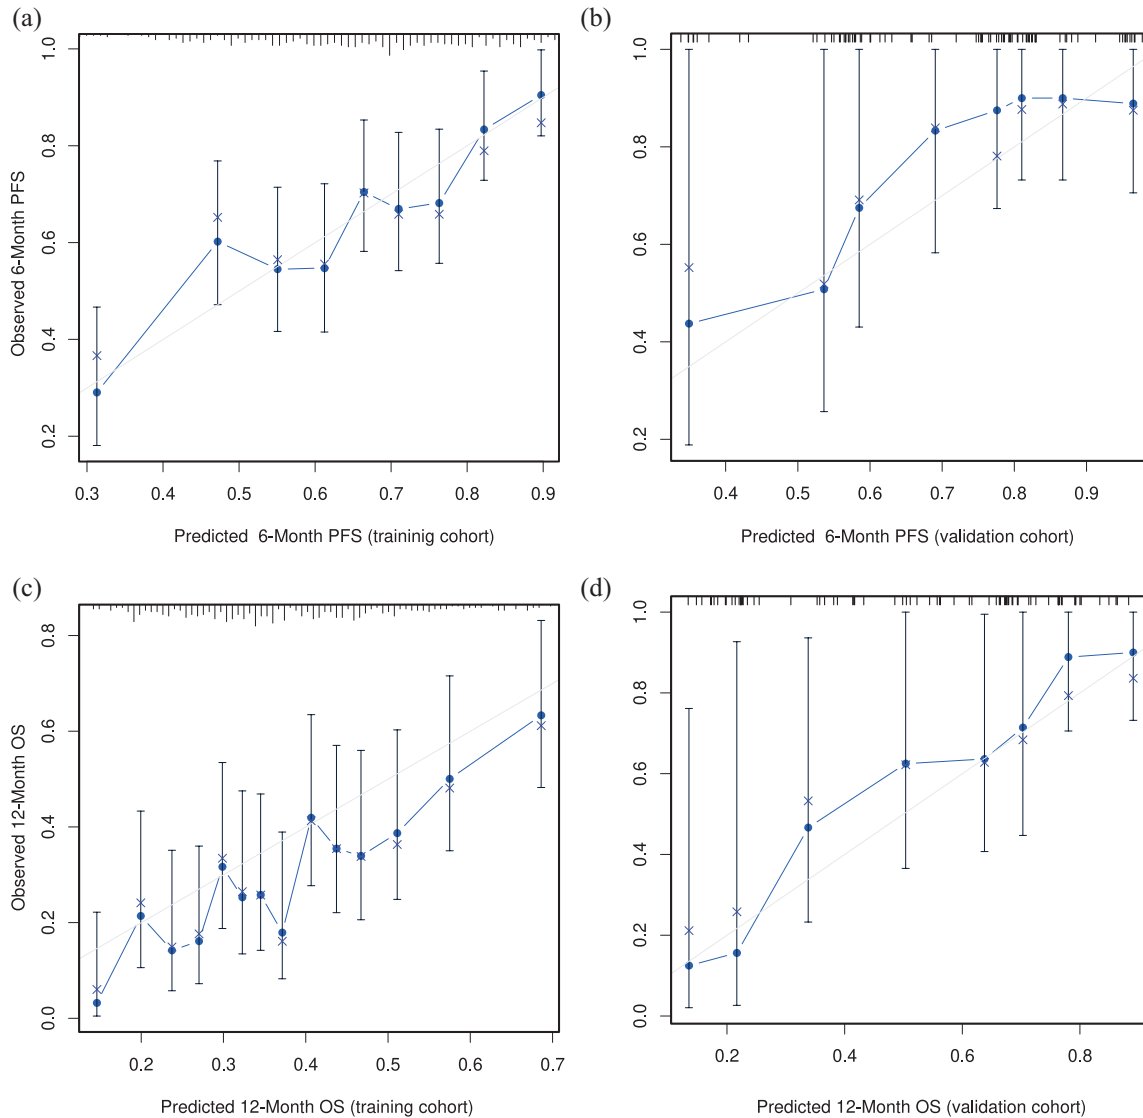 (a)
(b)
Observed 6-Month PFS
1.0
0.8
0.6
0.4
0.2
0.3 0.4 0.5 0.6 0.7 0.8 0.9
Predicted 6-Month PFS (traininig cohort)
1.0
0.8
0.6
0.4
0.2
0.4 0.5 0.6 0.7 0.8 0.9
Predicted 6-Month PFS (validation cohort)
(c)
(d)
Observed 12-Month OS
0.8
0.6
0.4
0.2
0.0
0.2 0.3 0.4 0.5 0.6 0.7
Predicted 12-Month OS (training cohort)
1.0
0.8
0.6
0.4
0.2
0.0
0.2 0.4 0.6 0.8
Predicted 12-Month OS (validation cohort)